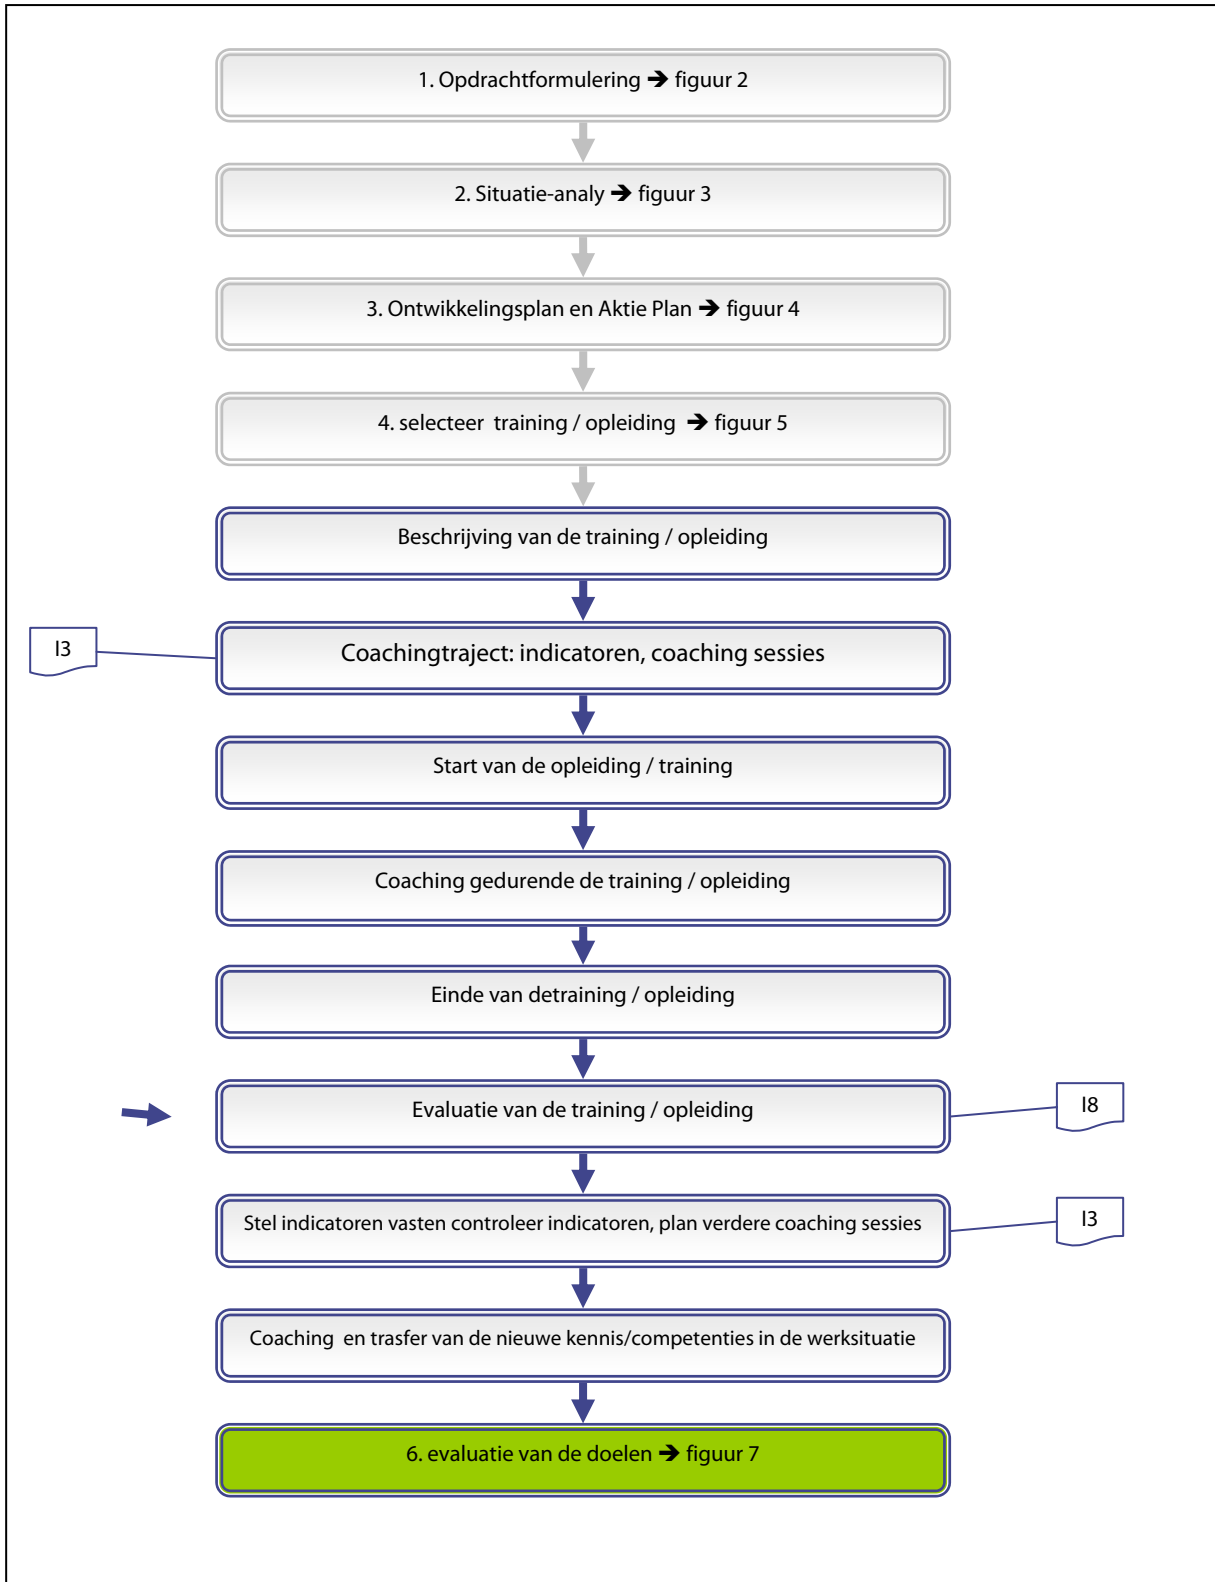 1. Opdrachtformulering ➔ figuur 2
2. Situatie-analy ➔ figuur 3
3. Ontwikkelingsplan en Aktie Plan ➔ figuur 4
4. selecteer training / opleiding ➔ figuur 5
Beschrijving van de training / opleiding
I3
Coachingtraject: indicatoren, coaching sessies
Start van de opleiding / training
Coaching gedurende de training / opleiding
Einde van detraining / opleiding
Evaluatie van de training / opleiding
I8
Stel indicatoren vasten controleer indicatoren, plan verdere coaching sessies
I3
Coaching en trasfer van de nieuwe kennis/competenties in de werksituatie
6. evaluatie van de doelen ➔ figuur 7